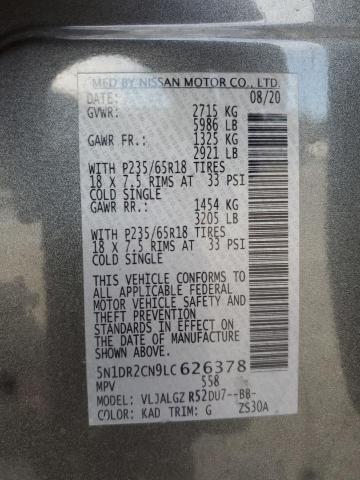 MFD BY NISSAN MOTOR CO., LTD.
DATE: 08/20
GVWR: 2715 KG
5986 LB
GAWR FR.: 1325 KG
2921 LB
WITH P235/65R18 TIRES
18 X 7.5 RIMS AT 33 PSI
COLD SINGLE
GAWR RR.: 1454 KG
3205 LB
WITH P235/65R18 TIRES
18 X 7.5 RIMS AT 33 PSI
COLD SINGLE
THIS VEHICLE CONFORMS TO
ALL APPLICABLE FEDERAL
MOTOR VEHICLE SAFETY AND
THEFT PREVENTION
STANDARDS IN EFFECT ON
THE DATE OF MANUFACTURE
SHOWN ABOVE.
5N1DR2CN9LC626378
MPV 558
MODEL: VLJALGZ R52DU7--BB-
COLOR: KAD TRIM: G ZS30A